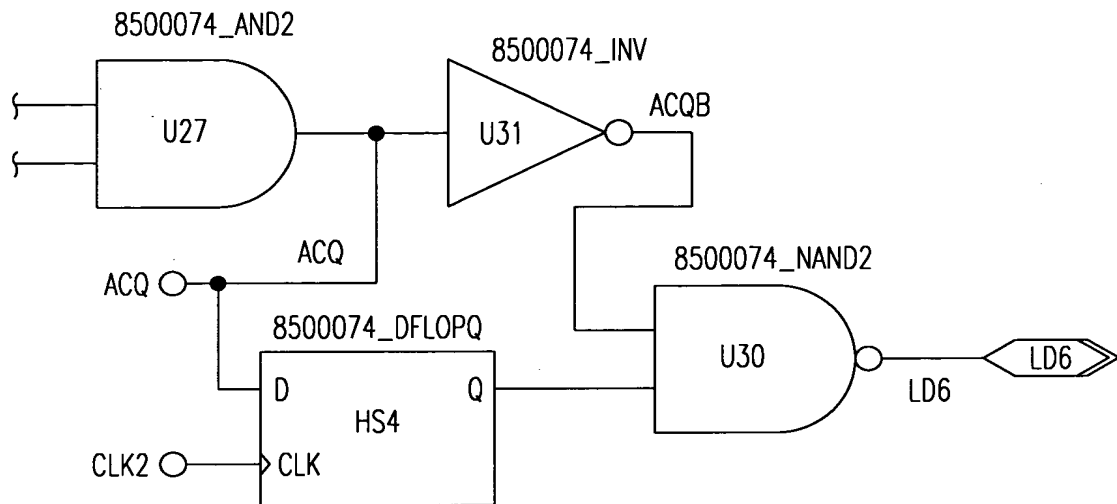 8500074_AND2
8500074_INV
U27
U31
ACQB
ACQ
ACQ
8500074_NAND2
8500074_DFLOPQ
U30
LD6
LD6
D
Q
HS4
CLK2
CLK